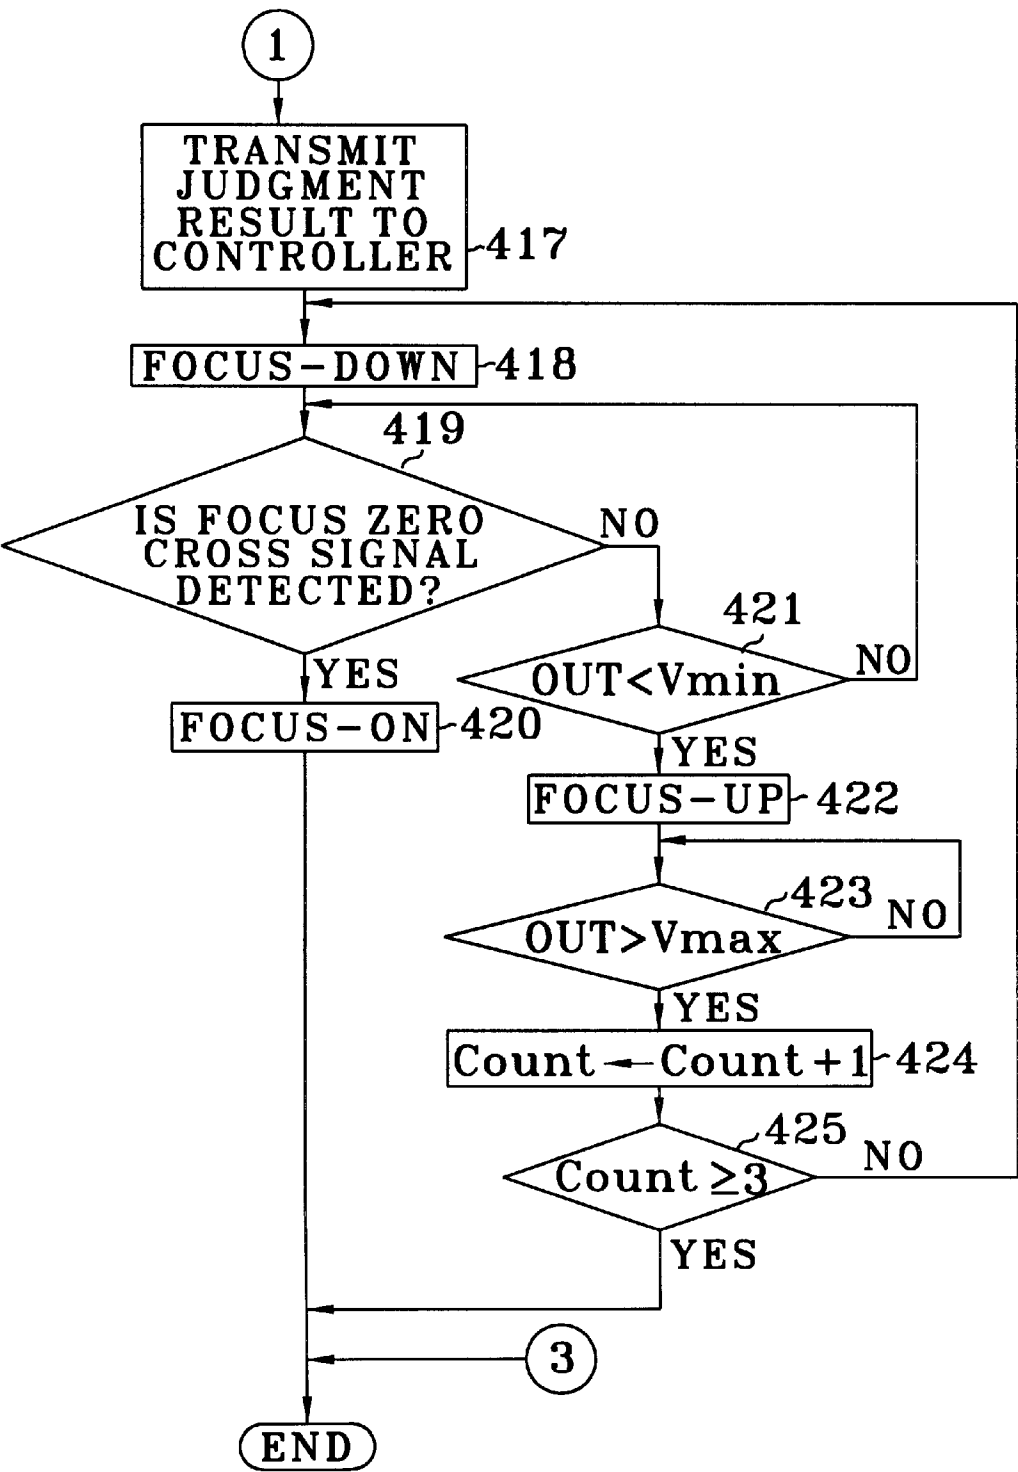 1
TRANSMIT
JUDGMENT
RESULT TO
CONTROLLER
417
FOCUS-DOWN
418
419
IS FOCUS ZERO
CROSS SIGNAL
DETECTED?
NO
YES
421
OUT<Vmin
NO
FOCUS-ON
420
YES
FOCUS-UP
422
423
OUT>Vmax
NO
YES
Count ← Count +1
424
425
Count ≥3
NO
YES
3
END